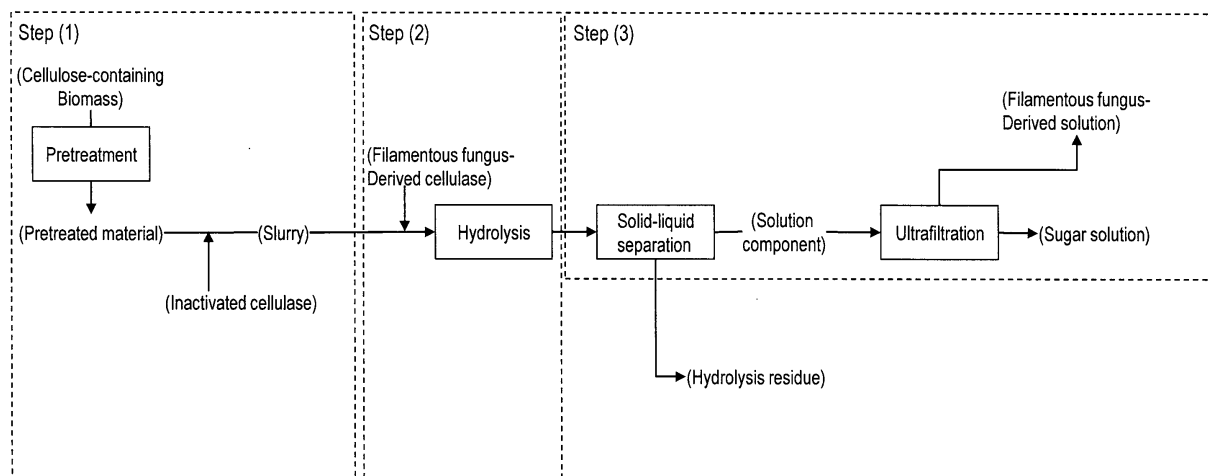 Step (1)
(Cellulose-containing
Biomass)
Pretreatment
(Pretreated material)
(Slurry)
(Inactivated cellulase)
Step (2)
(Filamentous fungus-
Derived cellulase)
Hydrolysis
Step (3)
Solid-liquid
separation
(Solution
component)
Ultrafiltration
(Filamentous fungus-
Derived solution)
(Sugar solution)
(Hydrolysis residue)